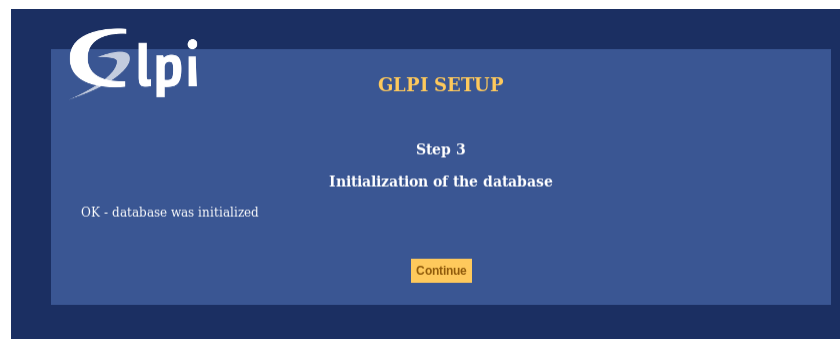 Glpi
GLPI SETUP
Step 3
Initialization of the database
OK - database was initialized
Continue